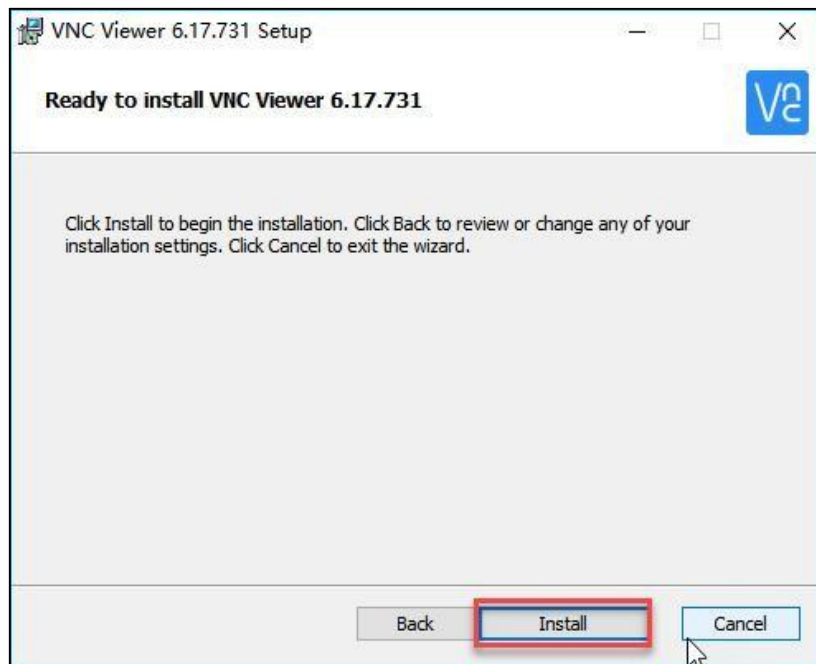 VNC Viewer 6.17.731 Setup
Ready to install VNC Viewer 6.17.731
Vnc
Click Install to begin the installation. Click Back to review or change any of your
installation settings. Click Cancel to exit the wizard.
Back Install Cancel